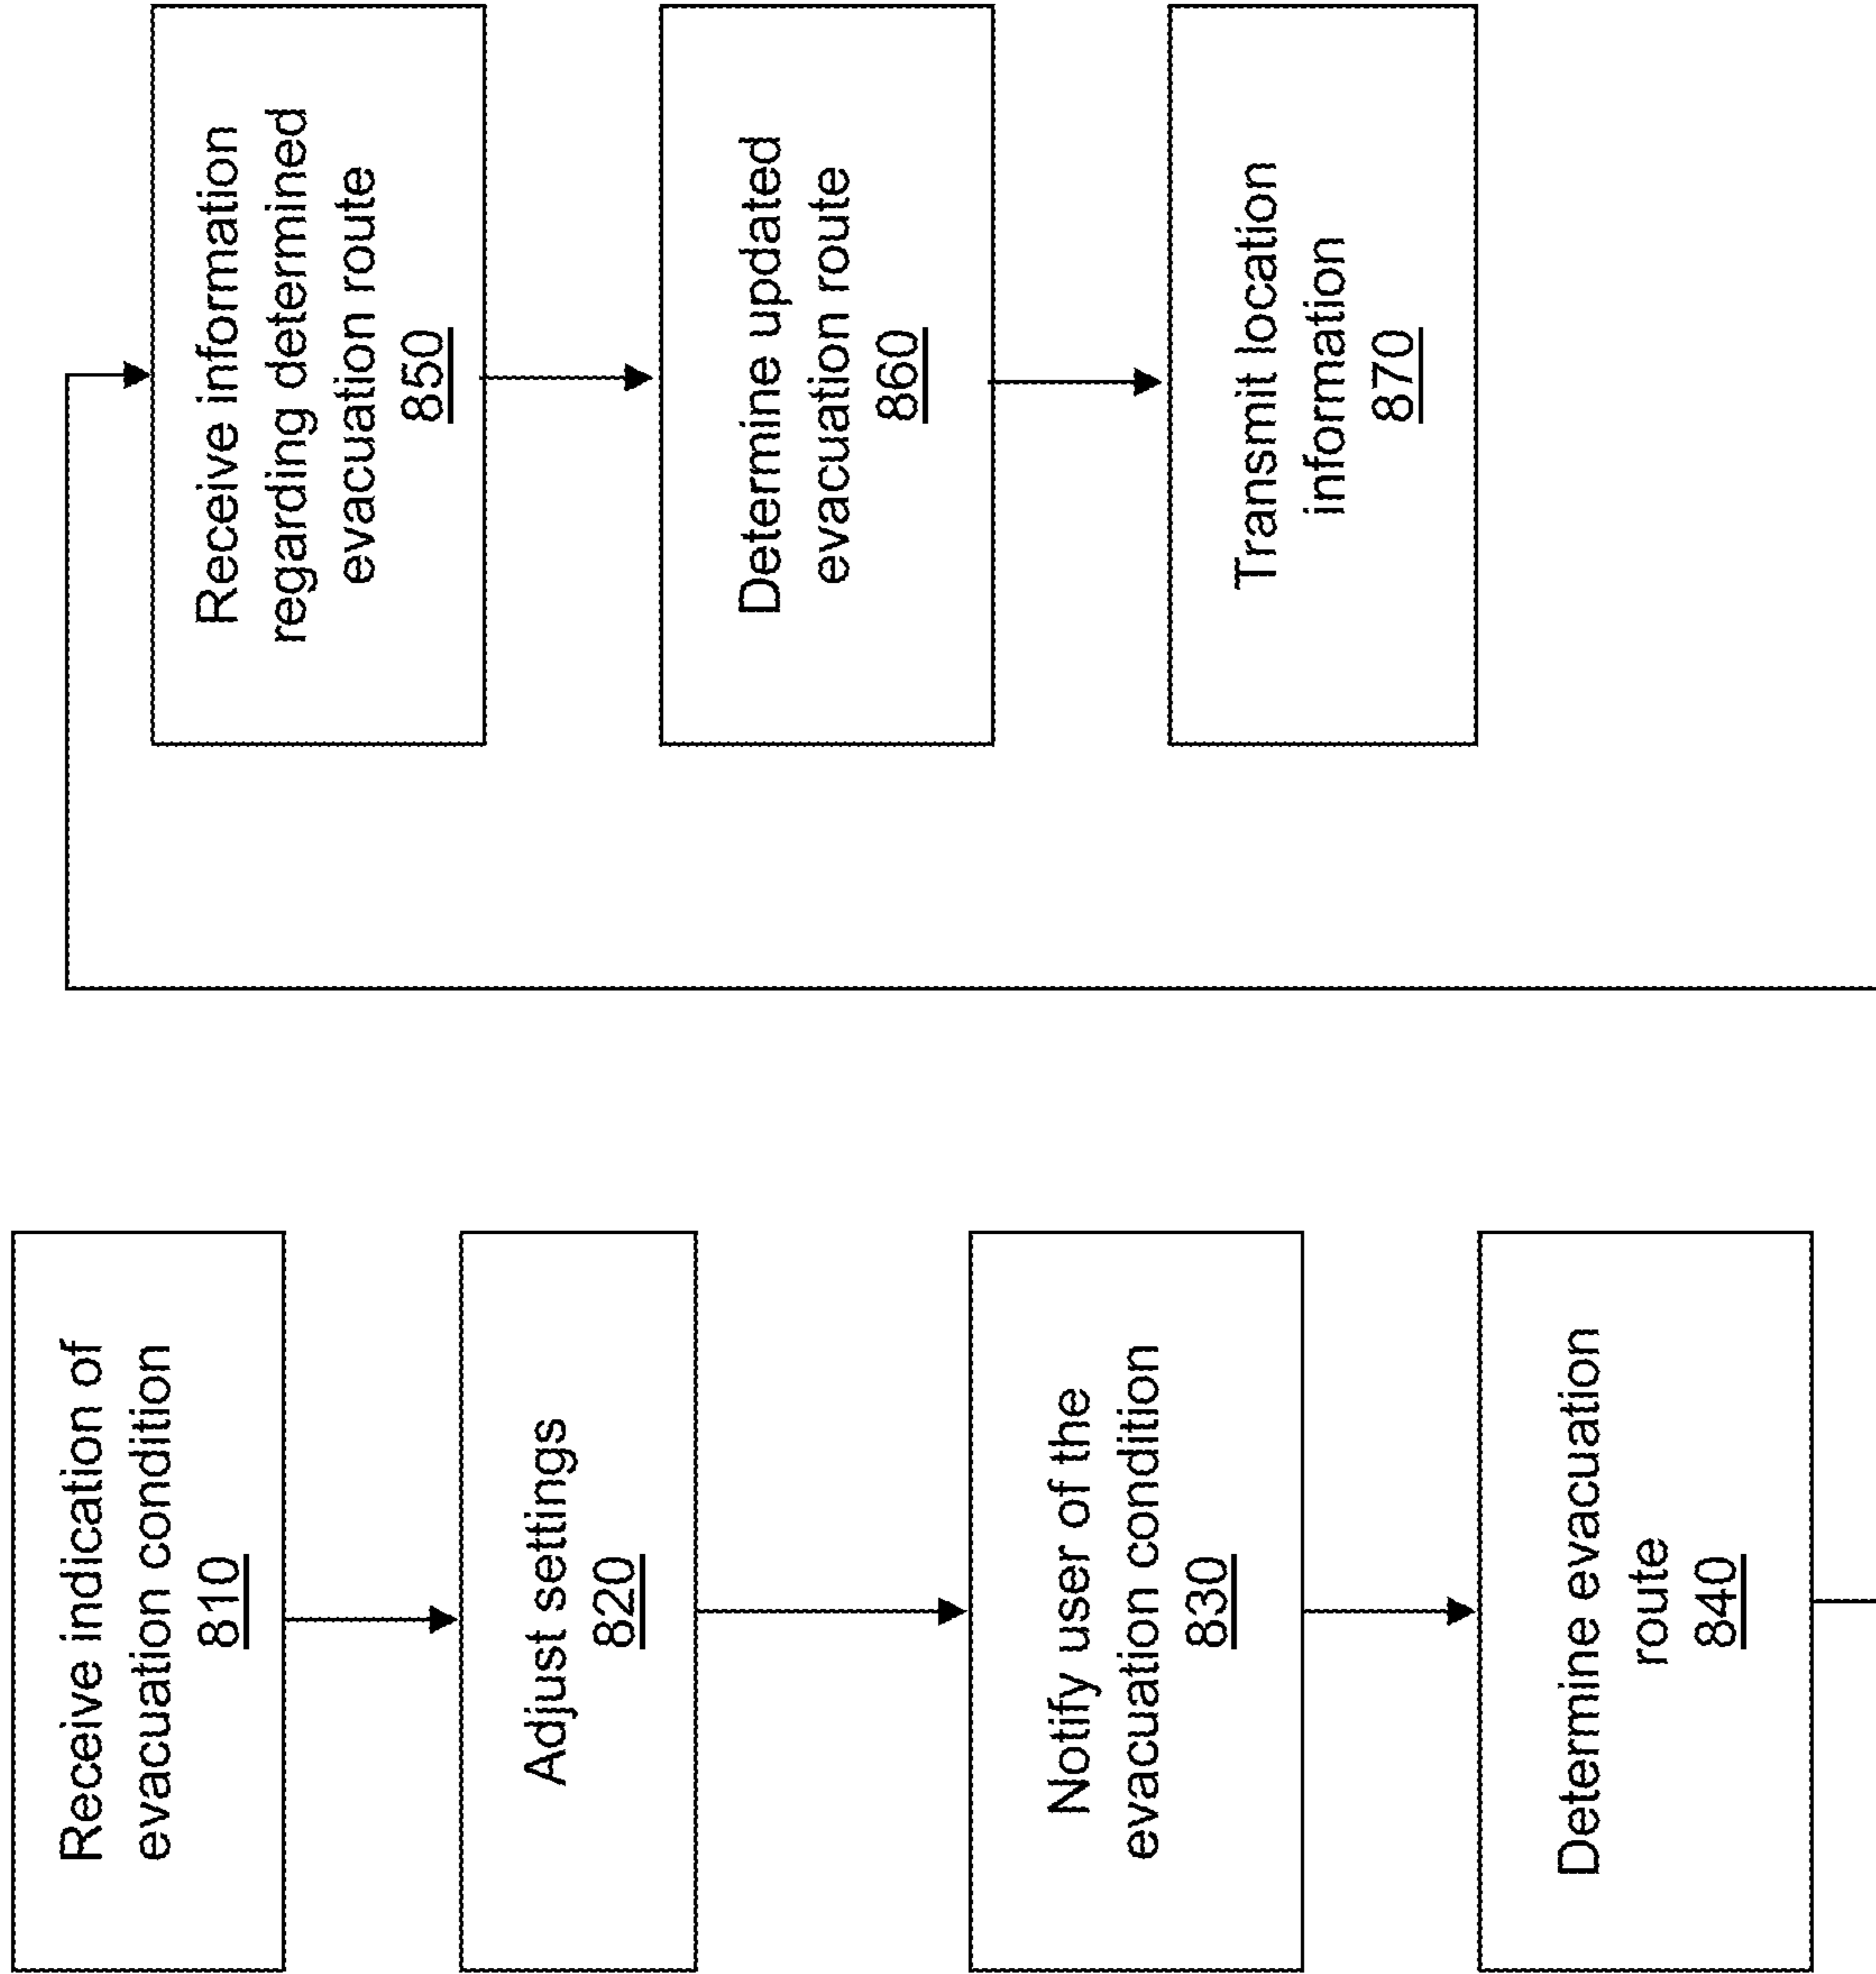 Receive indication of
evacuation condition
810
Adjust settings
820
Notify user of the
evacuation condition
830
Determine evacuation
route
840
Receive information
regarding determined
evacuation route
850
Determine updated
evacuation route
860
Transmit location
information
870